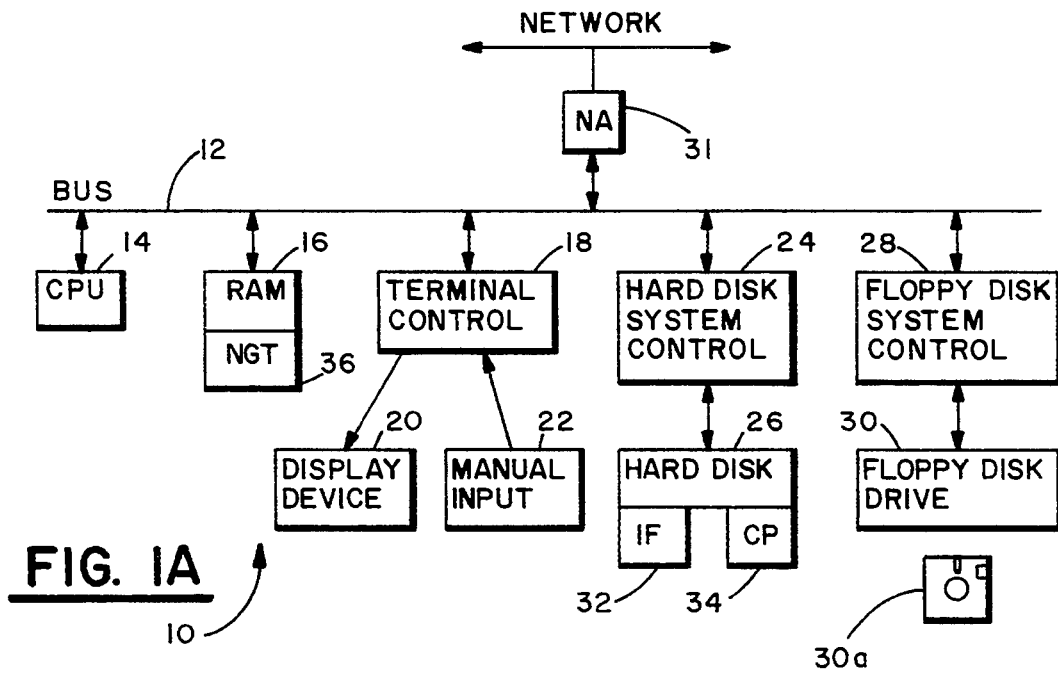 NETWORK
NA
31
12
BUS
14
16
18
24
28
CPU
RAM
TERMINAL
CONTROL
HARD DISK
SYSTEM
CONTROL
FLOPPY DISK
SYSTEM
CONTROL
NGT
36
20
22
26
30
DISPLAY
DEVICE
MANUAL
INPUT
HARD DISK
FLOPPY DISK
DRIVE
IF
CP
FIG. 1A
10
32
34
30a